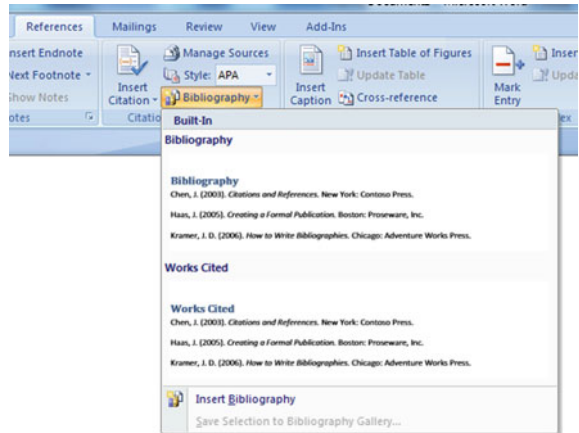 References Mailings Review View Add-Ins
nsert Endnote
Next Footnote
Show Notes
otes
Insert
Citation
Manage Sources
Style: APA
Bibliography
Citatio
Insert
Caption
Insert Table of Figures
Update Table
Cross-reference
Mark
Entry
Inser
Upda
ex
Built-In
Bibliography
Bibliography
Chen, J. (2003). Citations and References. New York: Contoso Press.
Haas, J. (2005). Creating a Formal Publication. Boston: Proseware, Inc.
Kramer, J. D. (2006). How to Write Bibliographies. Chicago: Adventure Works Press.
Works Cited
Works Cited
Chen, J. (2003). Citations and References. New York: Contoso Press.
Haas, J. (2005). Creating a Formal Publication. Boston: Proseware, Inc.
Kramer, J. D. (2006). How to Write Bibliographies. Chicago: Adventure Works Press.
Insert Bibliography
Save Selection to Bibliography Gallery...